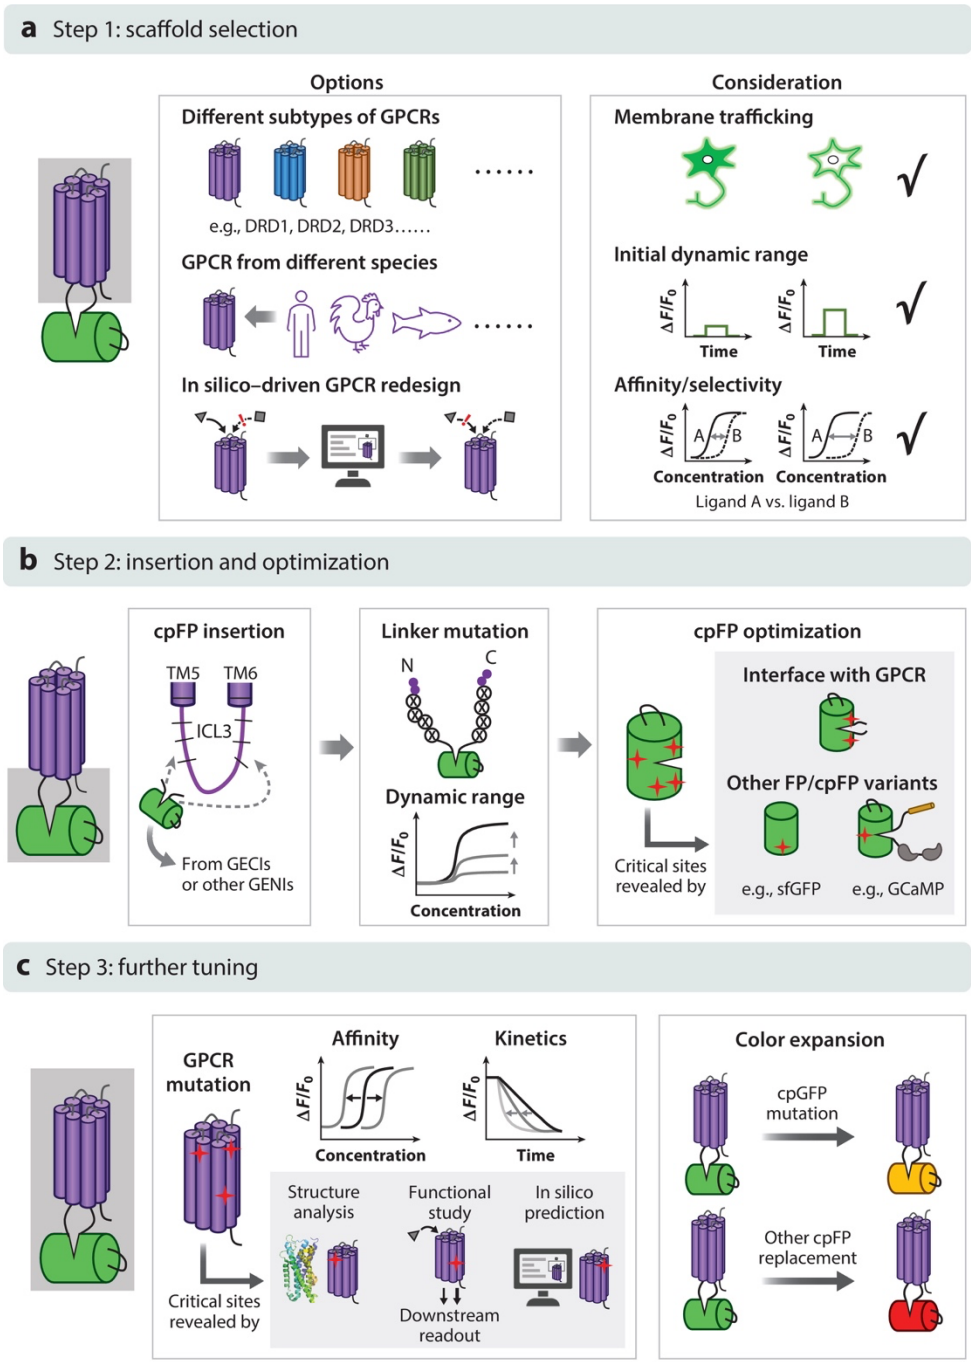 a Step 1: scaffold selection
Options
Different subtypes of GPCRs
......
e.g., DRD1, DRD2, DRD3......
GPCR from different species
......
In silico–driven GPCR redesign
Consideration
Membrane trafficking
Initial dynamic range
ΔF/F0
Time
ΔF/F0
Time
Affinity/selectivity
ΔF/F0
A B
Concentration
ΔF/F0
A B
Concentration
Ligand A vs. ligand B
b Step 2: insertion and optimization
cpFP insertion
TM5 TM6
ICL3
From GECIs
or other GENIs
Linker mutation
N C
X X X X X X X X X X
Dynamic range
ΔF/F0
Concentration
cpFP optimization
Critical sites
revealed by
Interface with GPCR
Other FP/cpFP variants
e.g., sfGFP e.g., GCaMP
c Step 3: further tuning
GPCR
mutation
Critical sites
revealed by
Affinity
ΔF/F0
Concentration
Kinetics
ΔF/F0
Time
Structure
analysis
Functional
study
Downstream
readout
In silico
prediction
Color expansion
cpGFP
mutation
Other cpFP
replacement